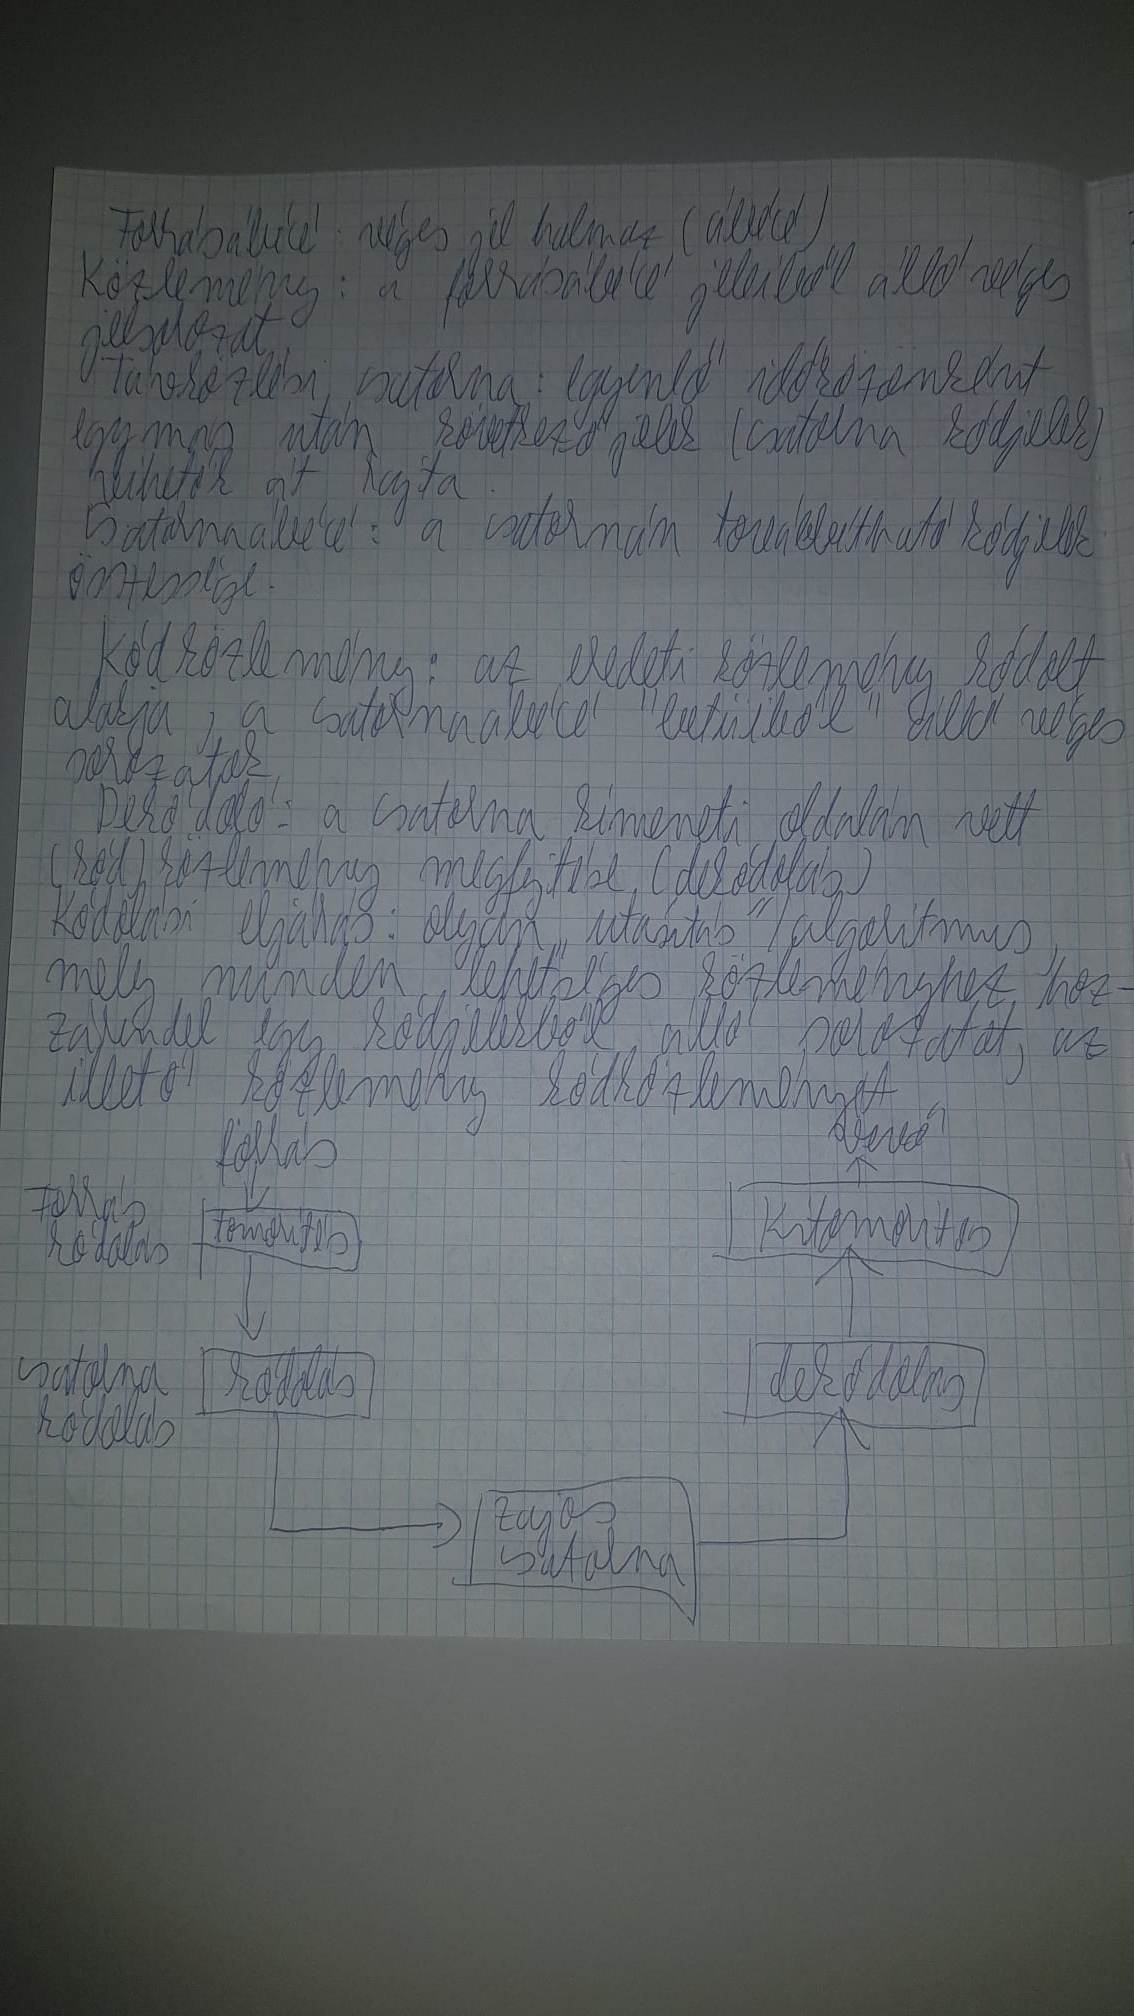 Forrásábécé: véges jel halmaz (ábécé)
Közlemény: a forrásábécé jeleiből álló véges
jelsorozat.
Távközlési csatorna: egyenlő időközönként
egymás után következő jelek (csatorna kódjelek)
vihetők át rajta.
Csatornaábécé: a csatornán továbbítható kódjelek
összessége.
Kódközlemény: az eredeti közlemény kódolt
alakja, a csatornaábécé "betűiből" álló véges
sorozatok
Dekódoló: a csatorna kimeneti oldalán vett
(kód) közlemény megfejtése, (dekódolás)
Kódolási eljárás: olyan "utasítás"/algoritmus,
mely minden lehetséges közleményhez hoz-
zárendel egy kódjelekből álló sorozatot, az
illető közlemény kódközleményét
forrás vevő
Forrás tömörítés Kitömörítés
kódolás
csatorna kódolás dekódolás
kódolás
zajos
csatorna